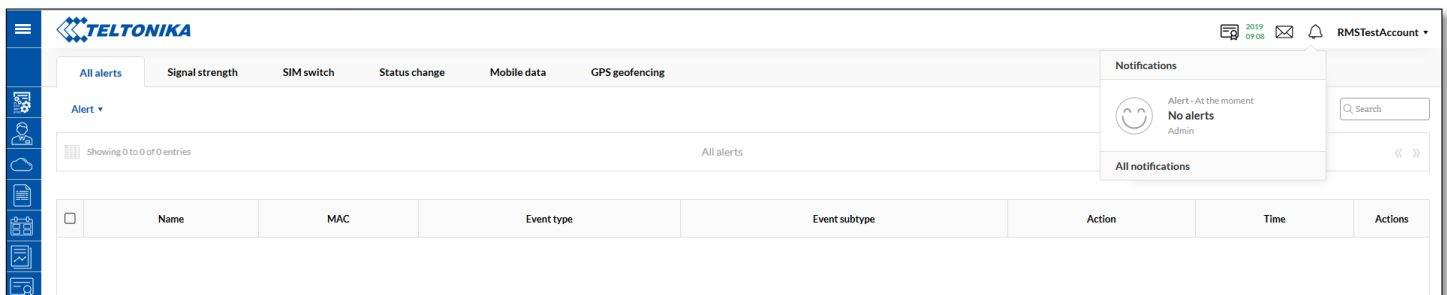 TELTONIKA
2019
09 08
RMSTestAccount
All alerts
Signal strength
SIM switch
Status change
Mobile data
GPS geofencing
Notifications
Alert
Alert - At the moment
No alerts
Admin
Search
Showing 0 to 0 of 0 entries
All alerts
All notifications
Name
MAC
Event type
Event subtype
Action
Time
Actions